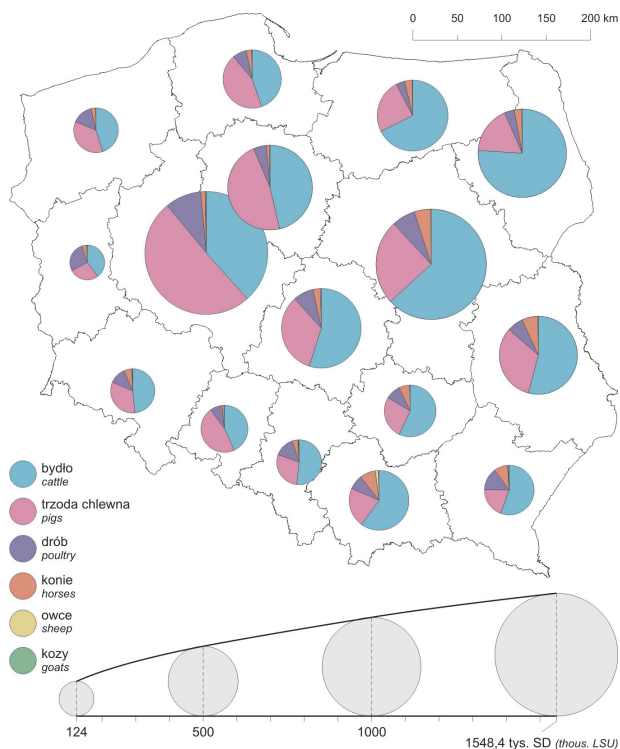 0 50 100 150 200 km
bydło
cattle
trzoda chlewna
pigs
drób
poultry
konie
horses
owce
sheep
kozy
goats
124 500 1000
1548,4 tys. SD (thous. LSU)